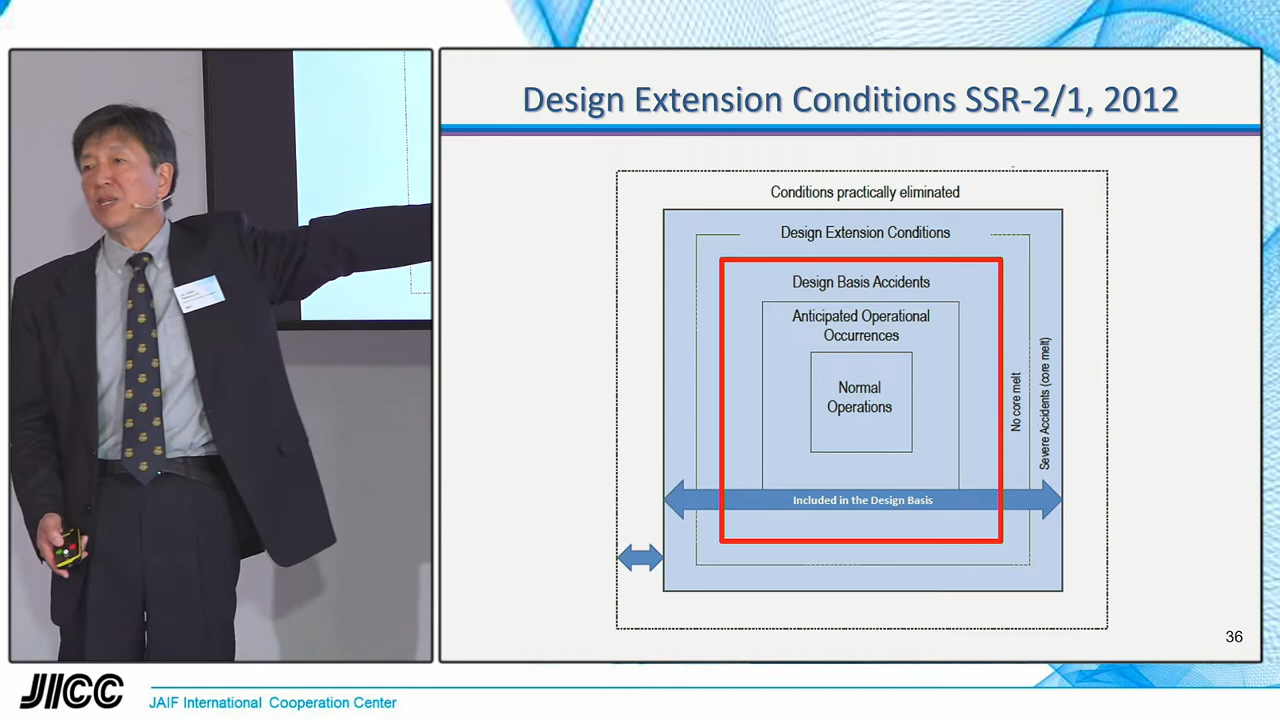 Design Extension Conditions SSR-2/1, 2012
Conditions practically eliminated
Design Extension Conditions
Design Basis Accidents
Anticipated Operational
Occurrences
Normal
Operations
No core melt
Severe Accidents (core melt)
Included in the Design Basis
36
JICC
JAIF International Cooperation Center